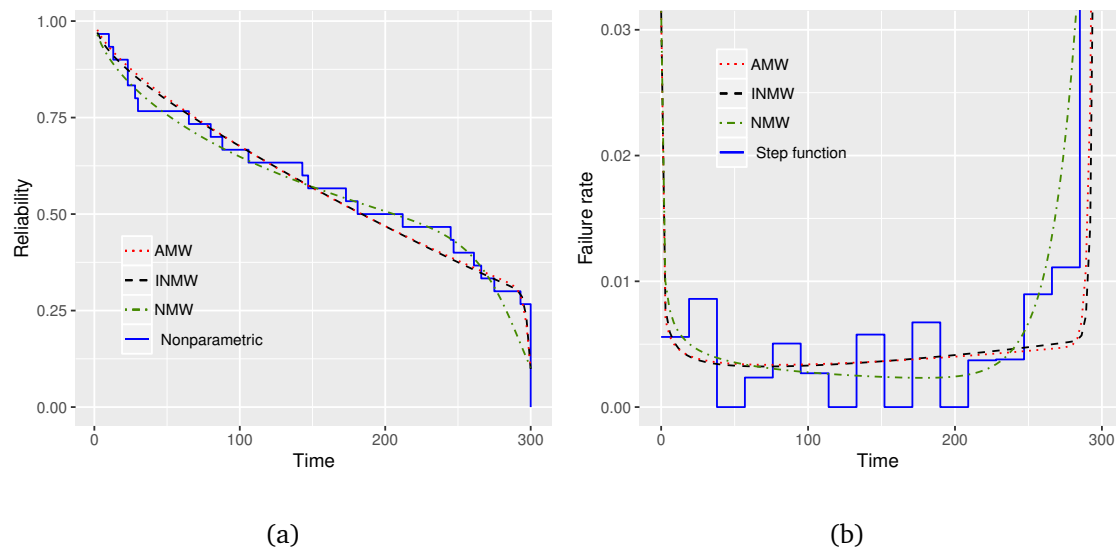 1.00
0.75
0.50
0.25
0.00
Reliability
AMW
INMW
NMW
Nonparametric
0 100 200 300
Time
(a)
0.03
0.02
0.01
0.00
Failure rate
AMW
INMW
NMW
Step function
0 100 200 300
Time
(b)